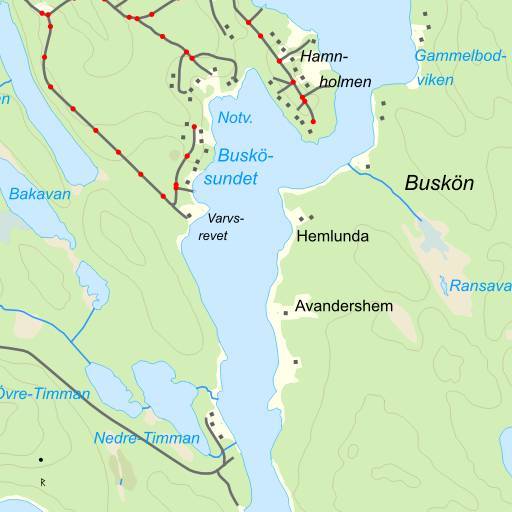 Hamn-
holmen
Gammelbod-
viken
Notv.
Buskö-
sundet
Bakavan
Buskön
Varvs-
revet
Hemlunda
Ransava
Avandershem
Övre-Timman
Nedre-Timman
R